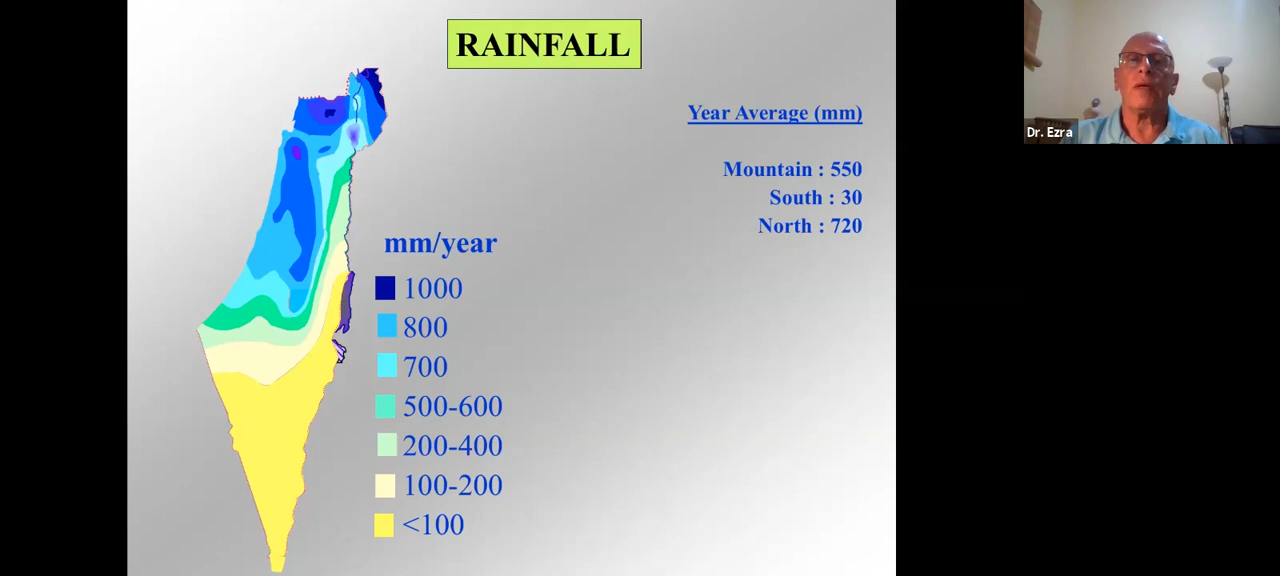 RAINFALL
Year Average (mm)
Mountain : 550
South : 30
North : 720
mm/year
1000
800
700
500-600
200-400
100-200
<100
Dr. Ezra